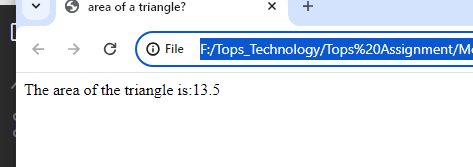 area of a triangle?
File F:/Tops_Technology/Tops%20Assignment/M
The area of the triangle is:13.5